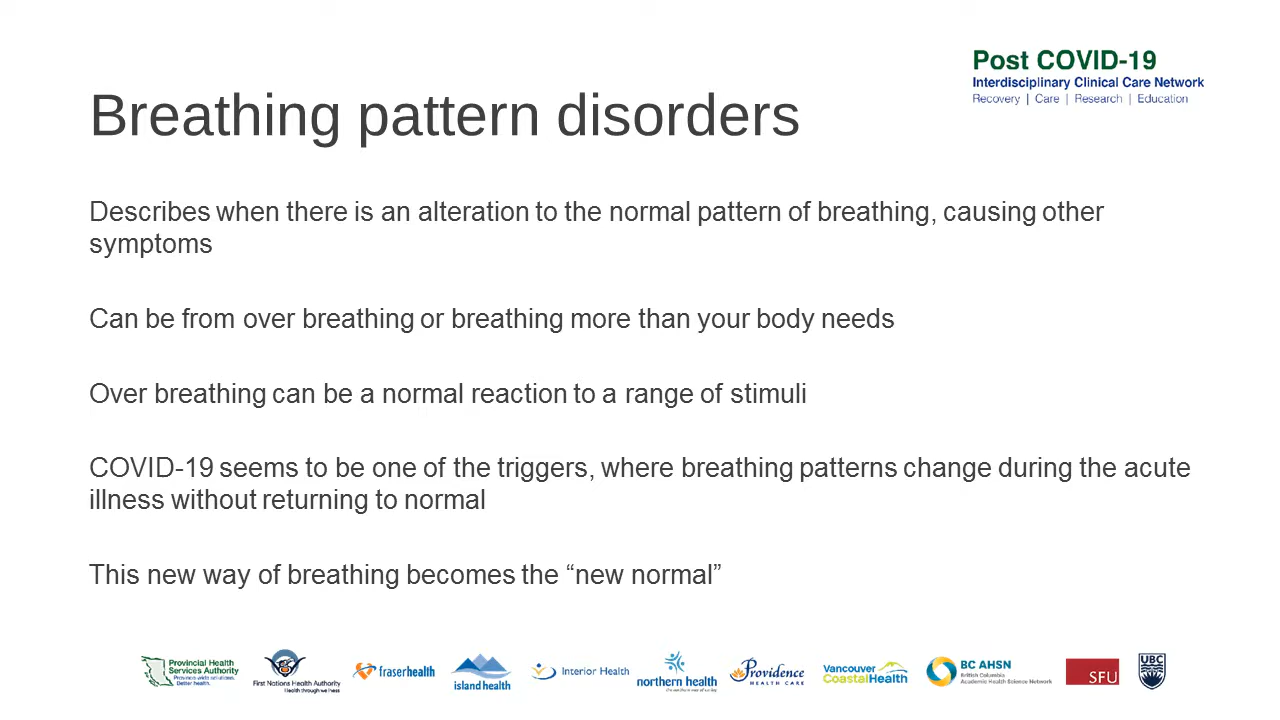 Post COVID-19
Interdisciplinary Clinical Care Network
Recovery | Care | Research | Education
Breathing pattern disorders
Describes when there is an alteration to the normal pattern of breathing, causing other
symptoms
Can be from over breathing or breathing more than your body needs
Over breathing can be a normal reaction to a range of stimuli
COVID-19 seems to be one of the triggers, where breathing patterns change during the acute
illness without returning to normal
This new way of breathing becomes the “new normal”
Provincial Health
Services Authority
Province-wide solutions.
Better health.
First Nations Health Authority
Health through wellness
fraserhealth
island health
Interior Health
northern health
the northern way of caring
Providence
HEALTH CARE
Vancouver
CoastalHealth
BC AHSN
British Columbia
Academic Health Science Network
SFU
UBC